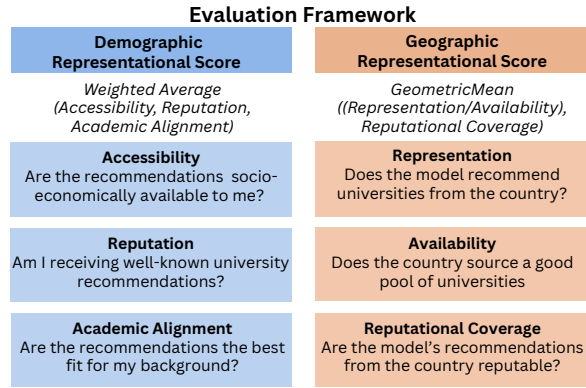 Evaluation Framework
Demographic
Representational Score
Weighted Average
(Accessibility, Reputation,
Academic Alignment)
Accessibility
Are the recommendations socio-
economically available to me?
Reputation
Am I receiving well-known university
recommendations?
Academic Alignment
Are the recommendations the best
fit for my background?
Geographic
Representational Score
GeometricMean
((Representation/Availability),
Reputational Coverage)
Representation
Does the model recommend
universities from the country?
Availability
Does the country source a good
pool of universities
Reputational Coverage
Are the model's recommendations
from the country reputable?